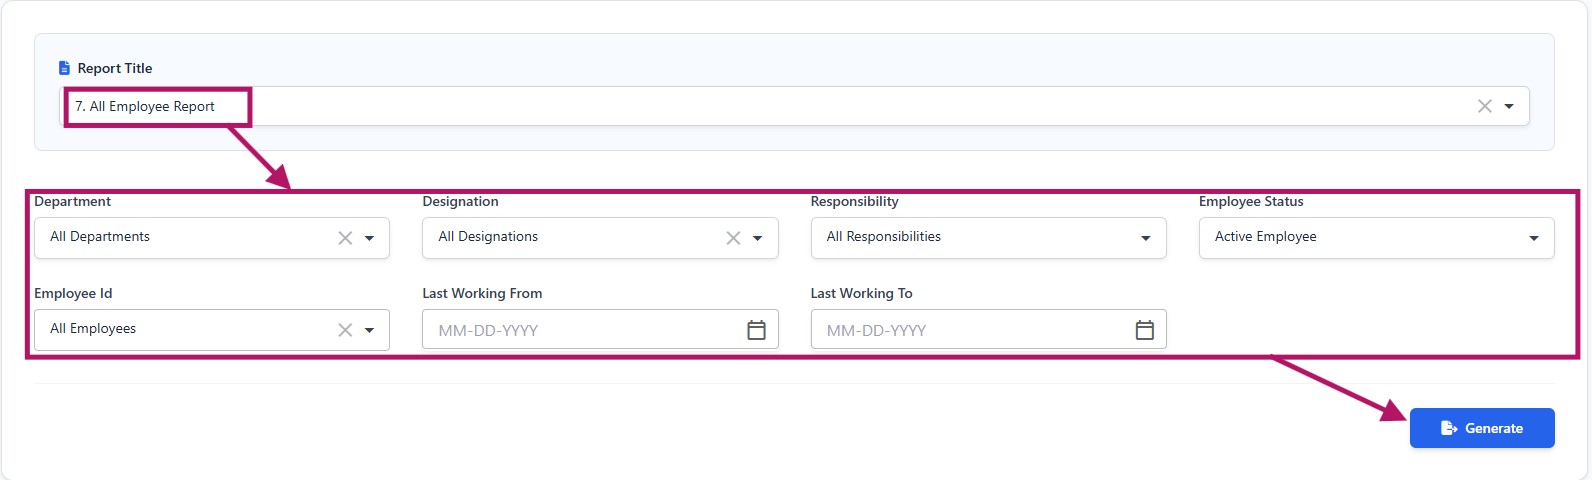 Report Title
7. All Employee Report
Department Designation Responsibility Employee Status
All Departments All Designations All Responsibilities Active Employee
Employee Id Last Working From Last Working To
All Employees MM-DD-YYYY MM-DD-YYYY
Generate